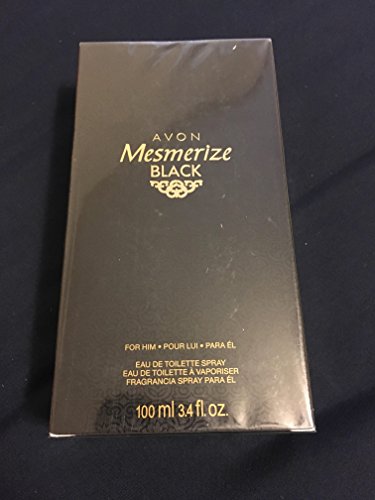 AVON
Mesmerize
BLACK
FOR HIM • POUR LUI • PARA ÉL
EAU DE TOILETTE SPRAY
EAU DE TOILETTE À VAPORISER
FRAGRANCIA SPRAY PARA ÉL
100 ml 3.4 fl. oz.